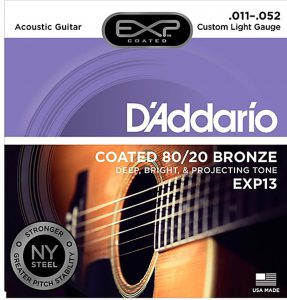 Acoustic Guitar
EXP
COATED
.011-.052
Custom Light Gauge
D'Addario
COATED 80/20 BRONZE
DEEP, BRIGHT, & PROJECTING TONE
EXP13
STRONGER
NY
STEEL
GREATER PITCH STABILITY
USA MADE